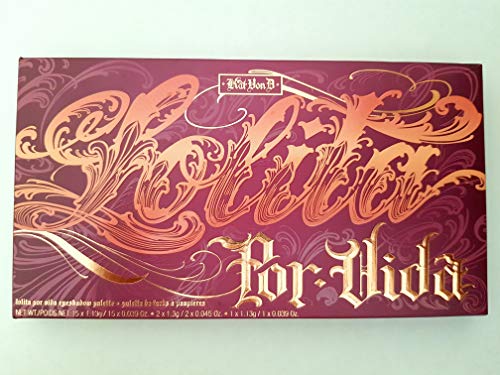 Kat Von D
Lolita
Por·Vida
lolita por vida eyeshadow palette • palette de fards à paupières
NET WT/POIDS NET 15 x 1.13g / 15 x 0.039 Oz. • 2 x 1.3g / 2 x 0.045 Oz. • 1 x 1.13g / 1 x 0.039 Oz.